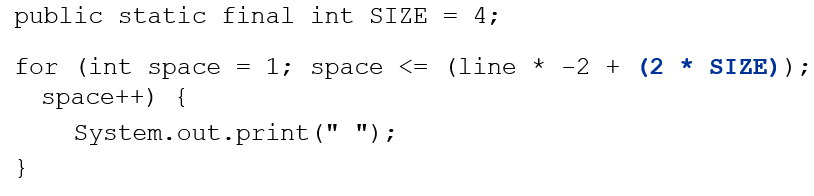 public static final int SIZE = 4;
for (int space = 1; space <= (line * -2 + (2 * SIZE));
space++) {
System.out.print(" ");
}